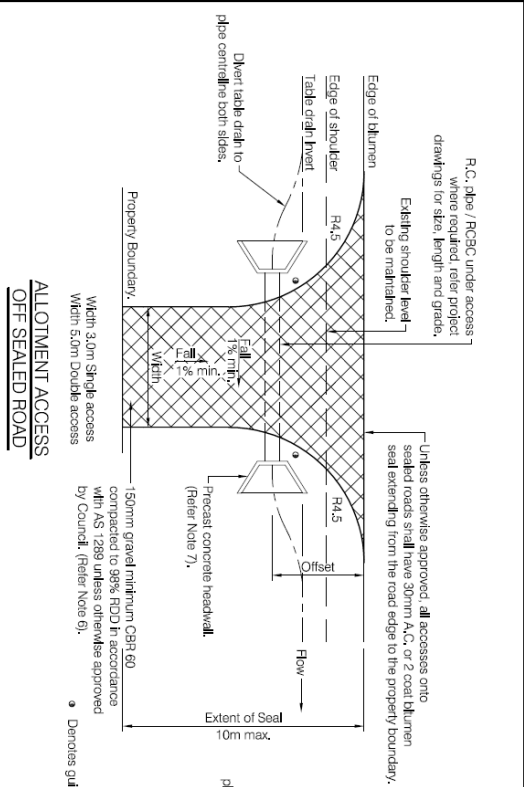 R.C. pipe / RCBC under access
where required, refer project
drawings for size, length and grade.
Existing shoulder level
to be maintained.
Unless otherwise approved, all accesses onto
sealed roads shall have 30mm A.C. or 2 coat bitumen
seal extending from the road edge to the property boundary.
Edge of bitumen
Edge of shoulder
Table drain invert
R4.5
R4.5
Offset
Flow
Divert table drain to
pipe centreline both sides.
Fall
1% min.
Fall
1% min.
Width
Precast concrete headwall.
(Refer Note 7).
Extent of Seal
10m max.
Property Boundary.
150mm gravel minimum CBR 60
compacted to 98% RDD in accordance
with AS 1289 unless otherwise approved
by Council. (Refer Note 6).
Width 3.0m Single access
Width 5.0m Double access
Denotes gui
pl
ALLOTMENT ACCESS
OFF SEALED ROAD